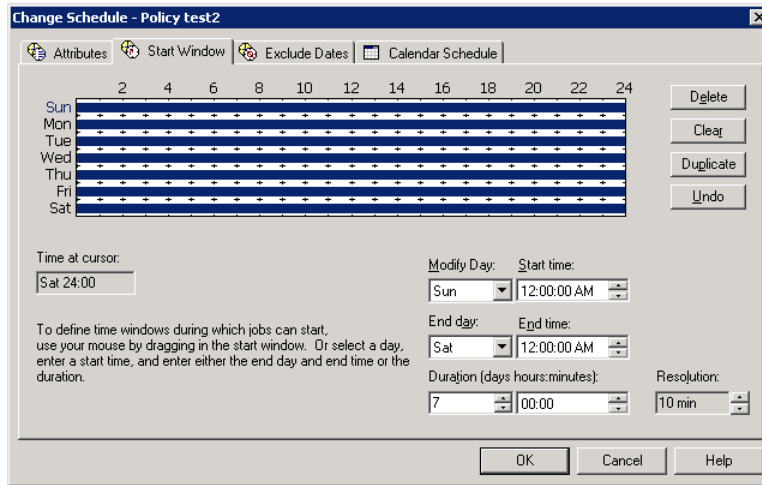 Change Schedule - Policy test2
Attributes Start Window Exclude Dates Calendar Schedule
2 4 6 8 10 12 14 16 18 20 22 24
Sun
Mon
Tue
Wed
Thu
Fri
Sat
Delete
Clear
Duplicate
Undo
Time at cursor:
Sat 24:00
To define time windows during which jobs can start,
use your mouse by dragging in the start window. Or select a day,
enter a start time, and enter either the end day and end time or the
duration.
Modify Day: Start time:
Sun 12:00:00 AM
End day: End time:
Sat 12:00:00 AM
Duration (days hours:minutes): Resolution:
7 00:00 10 min
OK Cancel Help